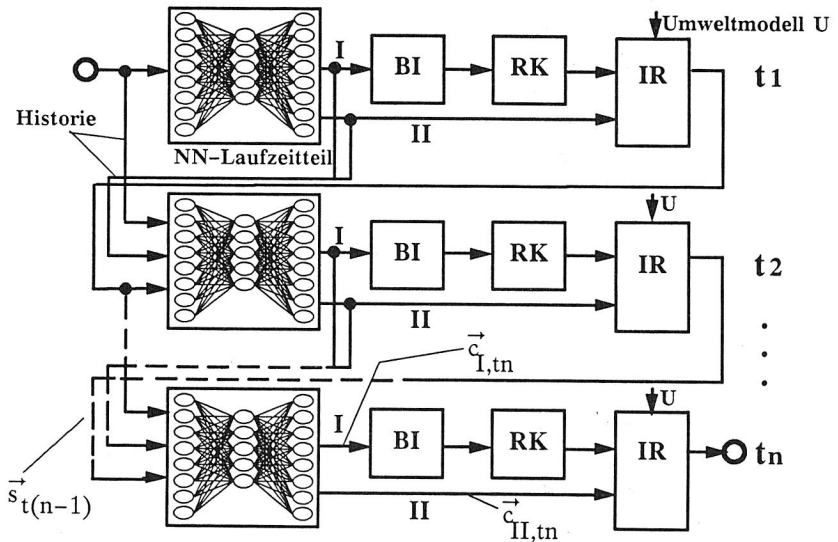 Umweltmodell U
I
BI
RK
IR
t1
Historie
II
NN-Laufzeitteil
U
I
BI
RK
IR
t2
II
c⃗ I,tn
U
I
BI
RK
IR
tn
s⃗ t(n-1)
II
c⃗ II,tn